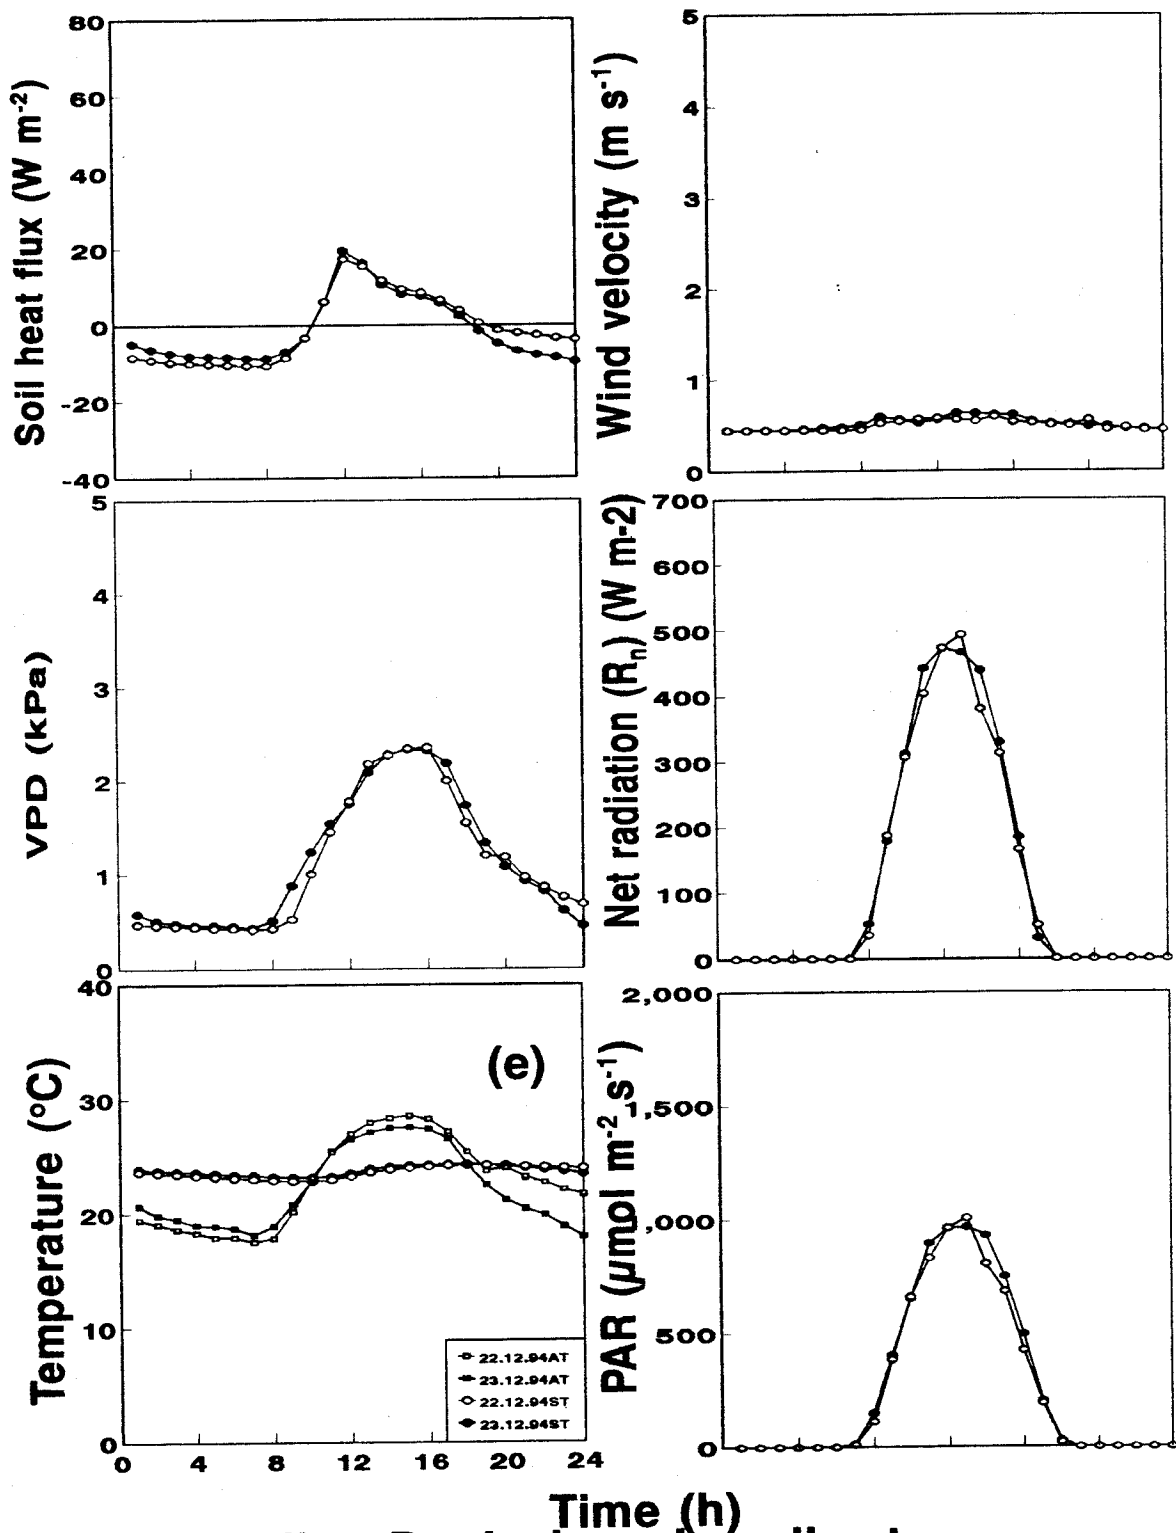 Soil heat flux (W m-2)
80
60
40
20
0
-20
-40
Wind velocity (m s-1)
5
4
3
2
1
0
VPD (kPa)
5
4
3
2
1
0
Net radiation (Rn) (W m-2)
700
600
500
400
300
200
100
0
Temperature (°C)
40
30
20
10
0
(e)
22.12.94AT
23.12.94AT
22.12.94ST
23.12.94ST
0 4 8 12 16 20 24
PAR (µmol m-2 s-1)
2,000
1,500
,000
500
0
Time (h)